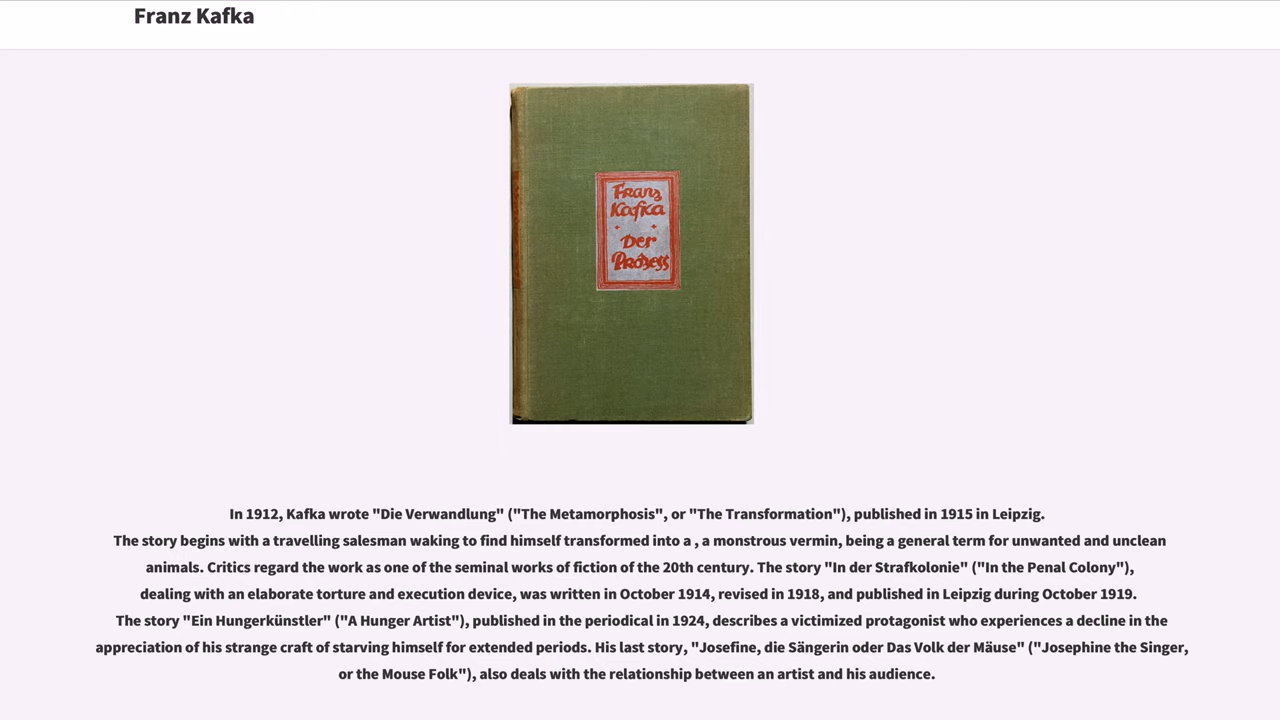 Franz Kafka
Franz
Kafka
Der
Prozess
In 1912, Kafka wrote "Die Verwandlung" ("The Metamorphosis", or "The Transformation"), published in 1915 in Leipzig.
The story begins with a travelling salesman waking to find himself transformed into a , a monstrous vermin, being a general term for unwanted and unclean
animals. Critics regard the work as one of the seminal works of fiction of the 20th century. The story "In der Strafkolonie" ("In the Penal Colony"),
dealing with an elaborate torture and execution device, was written in October 1914, revised in 1918, and published in Leipzig during October 1919.
The story "Ein Hungerkünstler" ("A Hunger Artist"), published in the periodical in 1924, describes a victimized protagonist who experiences a decline in the
appreciation of his strange craft of starving himself for extended periods. His last story, "Josefine, die Sängerin oder Das Volk der Mäuse" ("Josephine the Singer,
or the Mouse Folk"), also deals with the relationship between an artist and his audience.